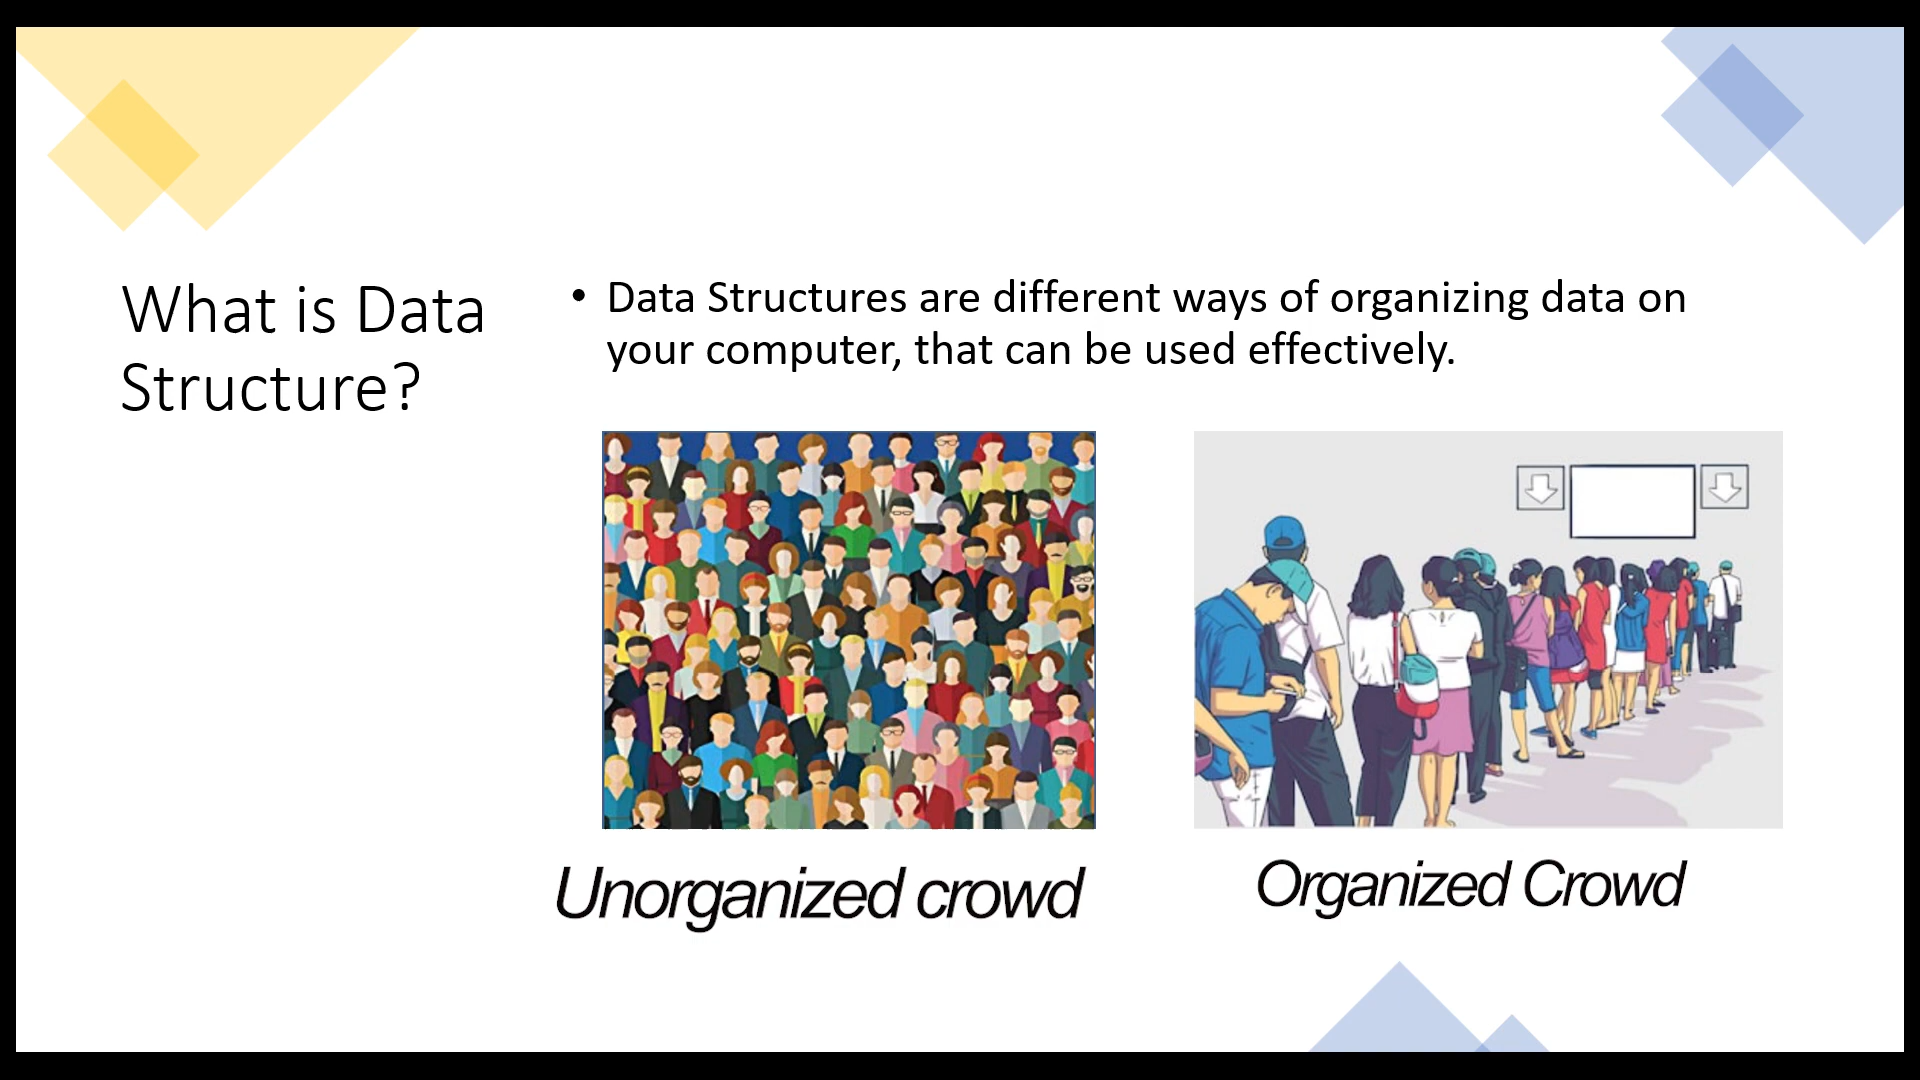 What is Data
Structure?
• Data Structures are different ways of organizing data on
your computer, that can be used effectively.
Unorganized crowd
Organized Crowd